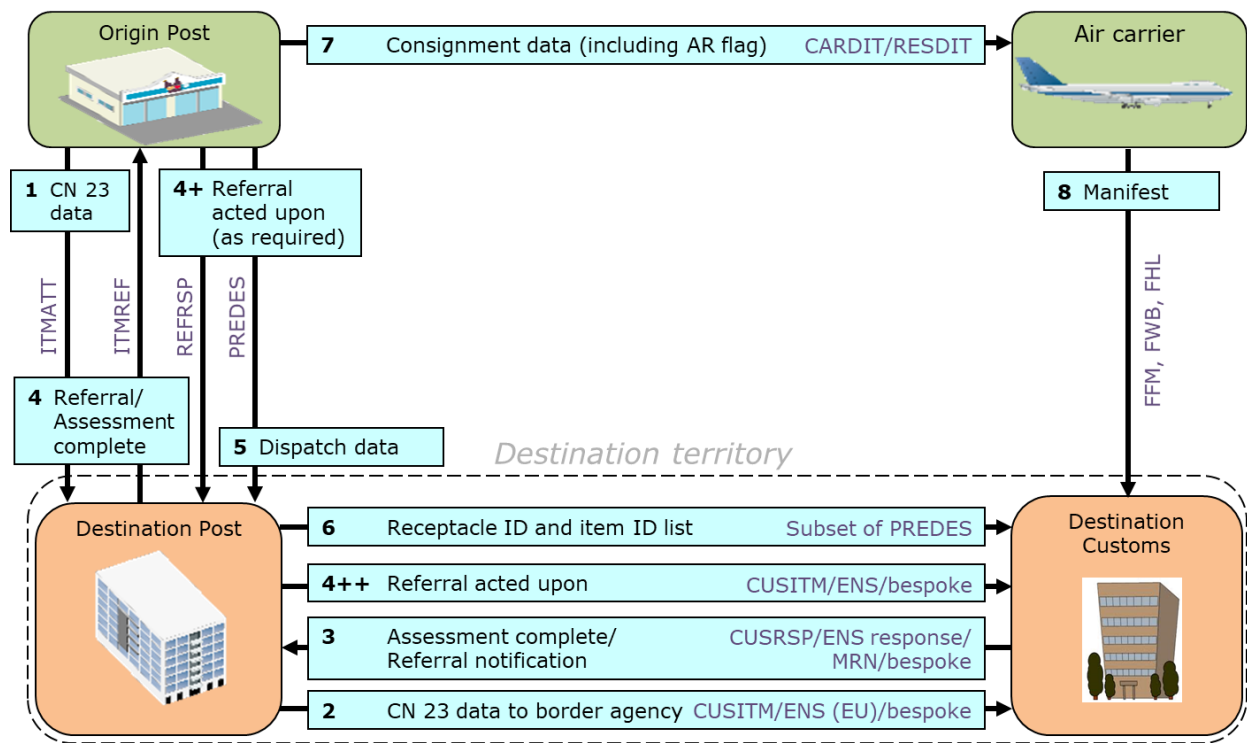 Origin Post
7 Consignment data (including AR flag) CARDIT/RESDIT
Air carrier
1 CN 23
data
4+ Referral
acted upon
(as required)
8 Manifest
ITMATT
ITMREF
REFRSP
PREDES
FFM, FWB, FHL
4 Referral/
Assessment
complete
5 Dispatch data
Destination territory
Destination Post
6 Receptacle ID and item ID list Subset of PREDES
4++ Referral acted upon CUSITM/ENS/bespoke
3 Assessment complete/ CUSRSP/ENS response/
Referral notification MRN/bespoke
2 CN 23 data to border agency CUSITM/ENS (EU)/bespoke
Destination
Customs